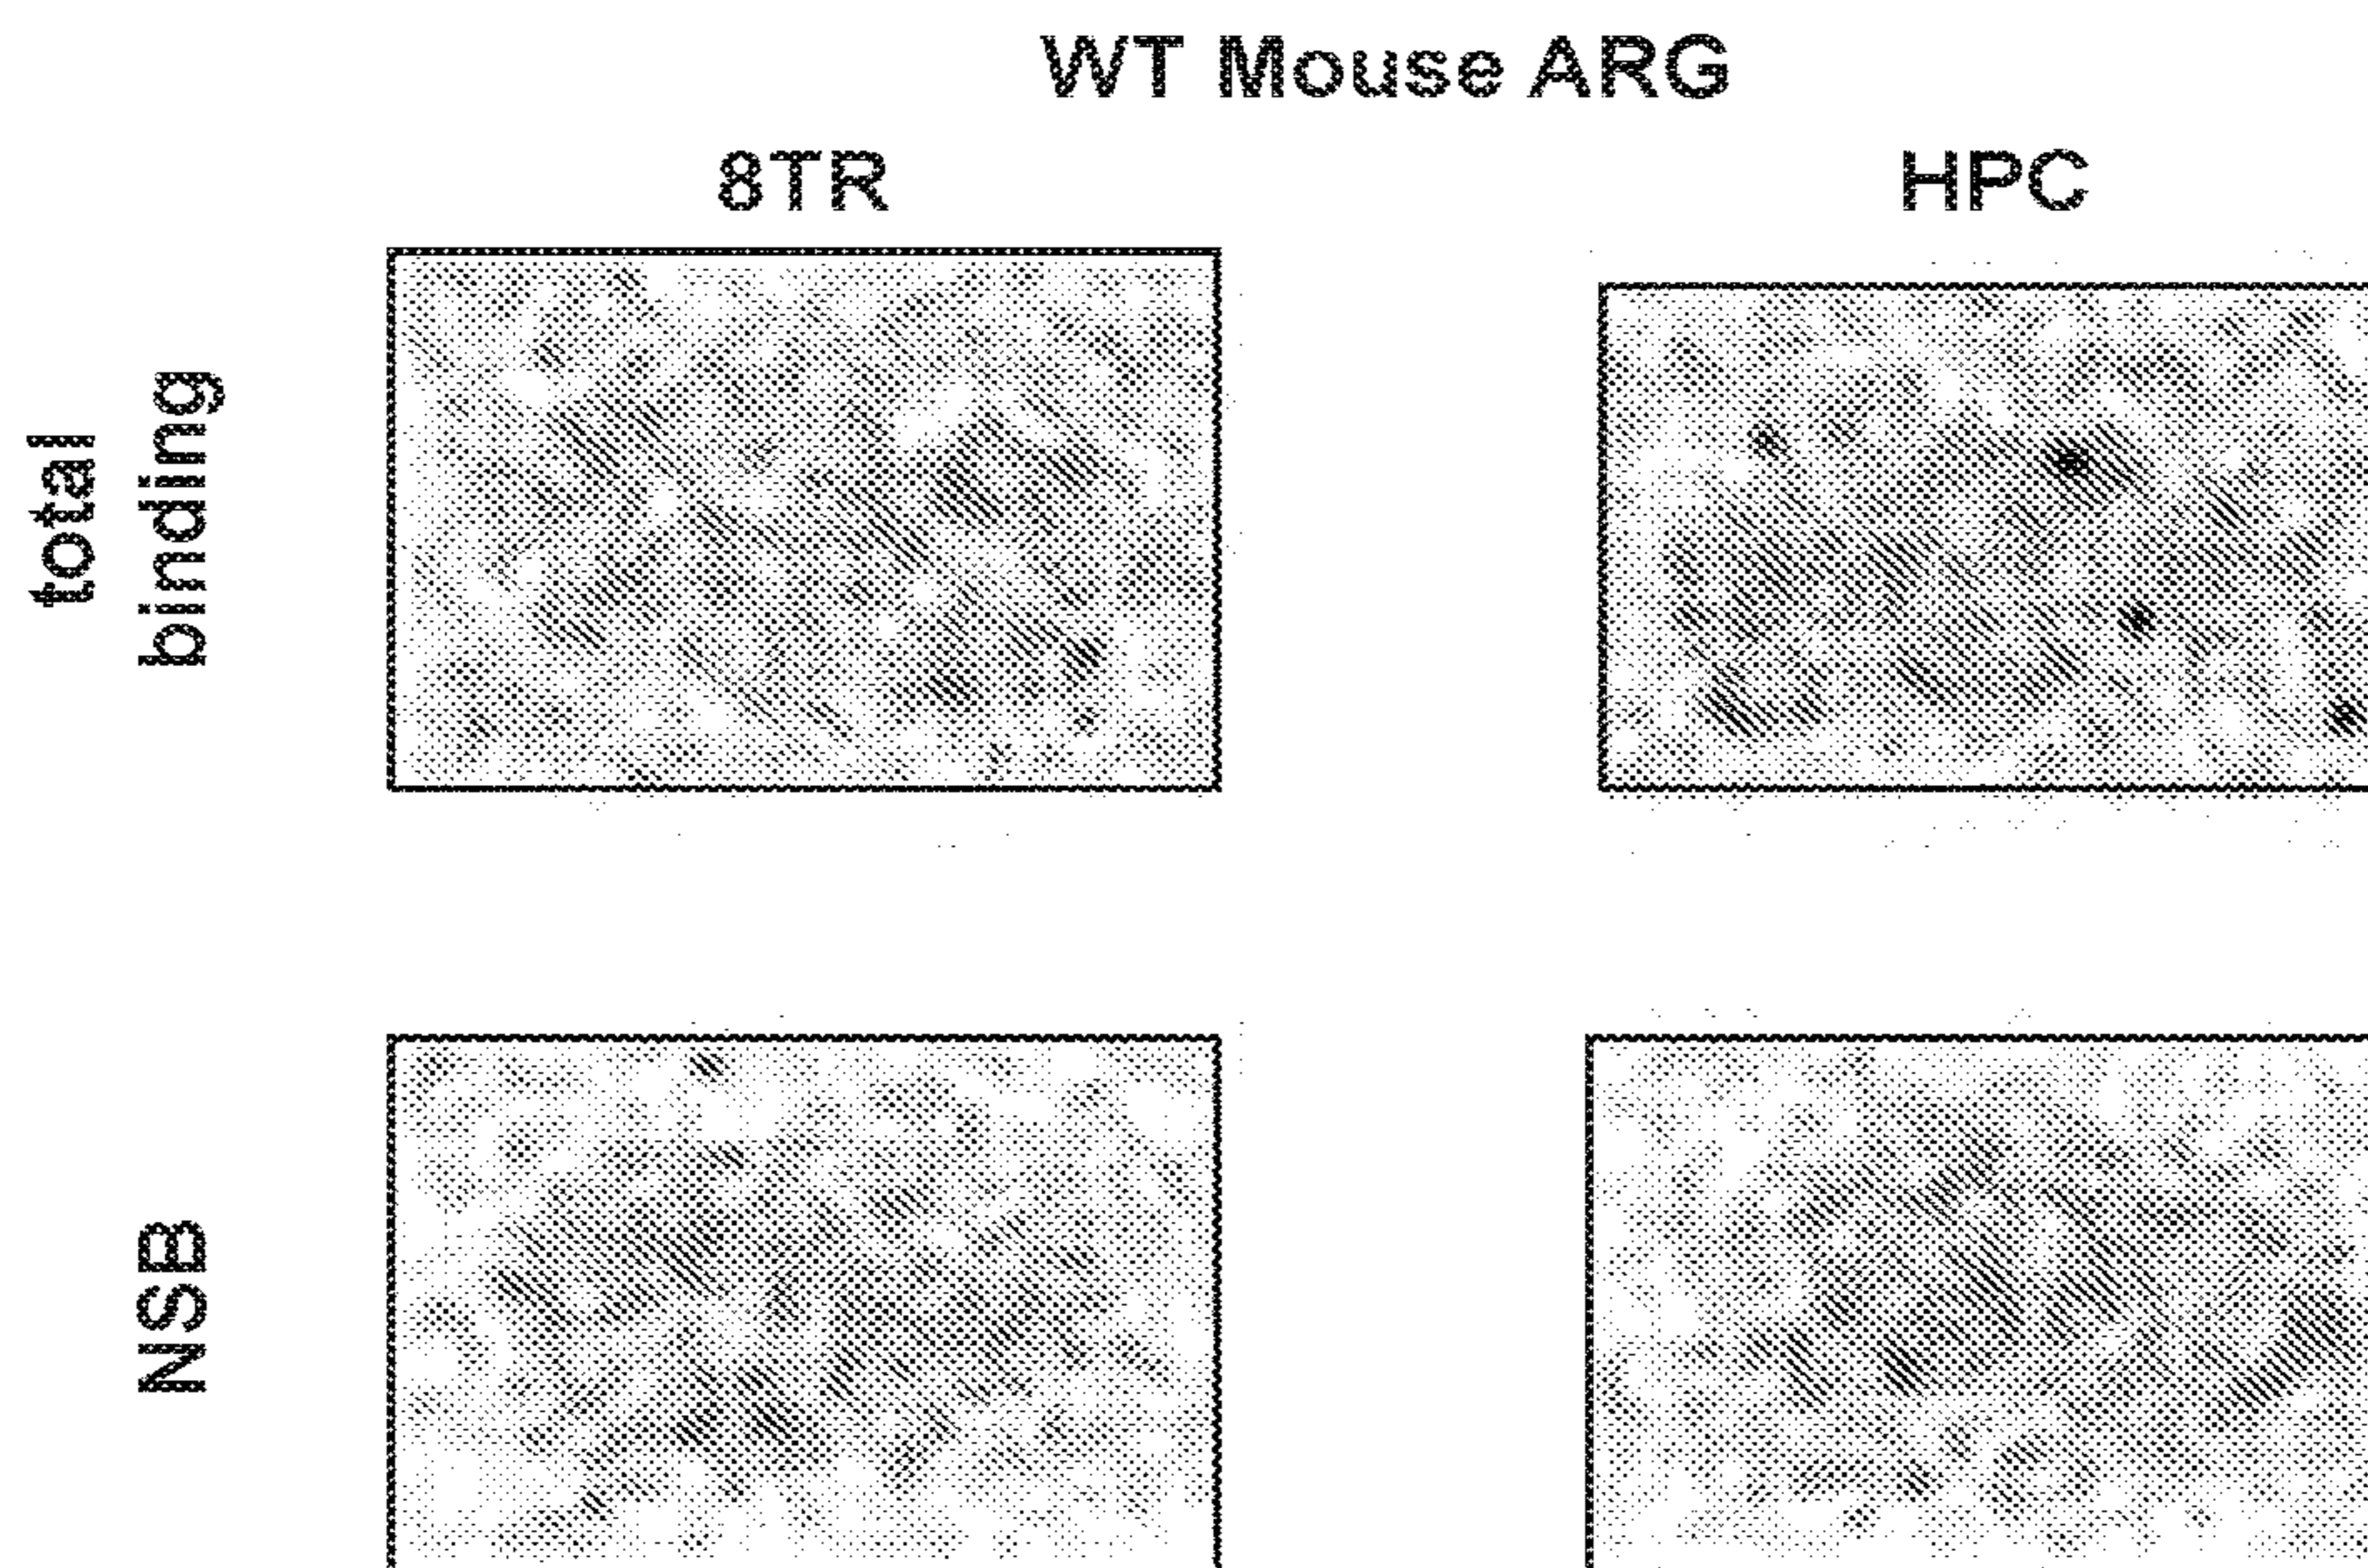 WT Mouse ARG
8TR
HPC
total
binding
NSB